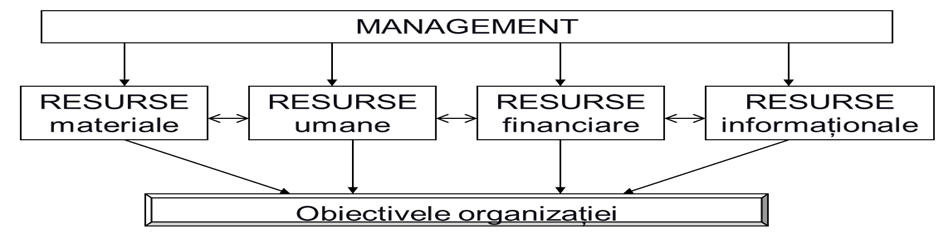 MANAGEMENT
RESURSE
materiale
RESURSE
umane
RESURSE
financiare
RESURSE
informaționale
Obiectivele organizației